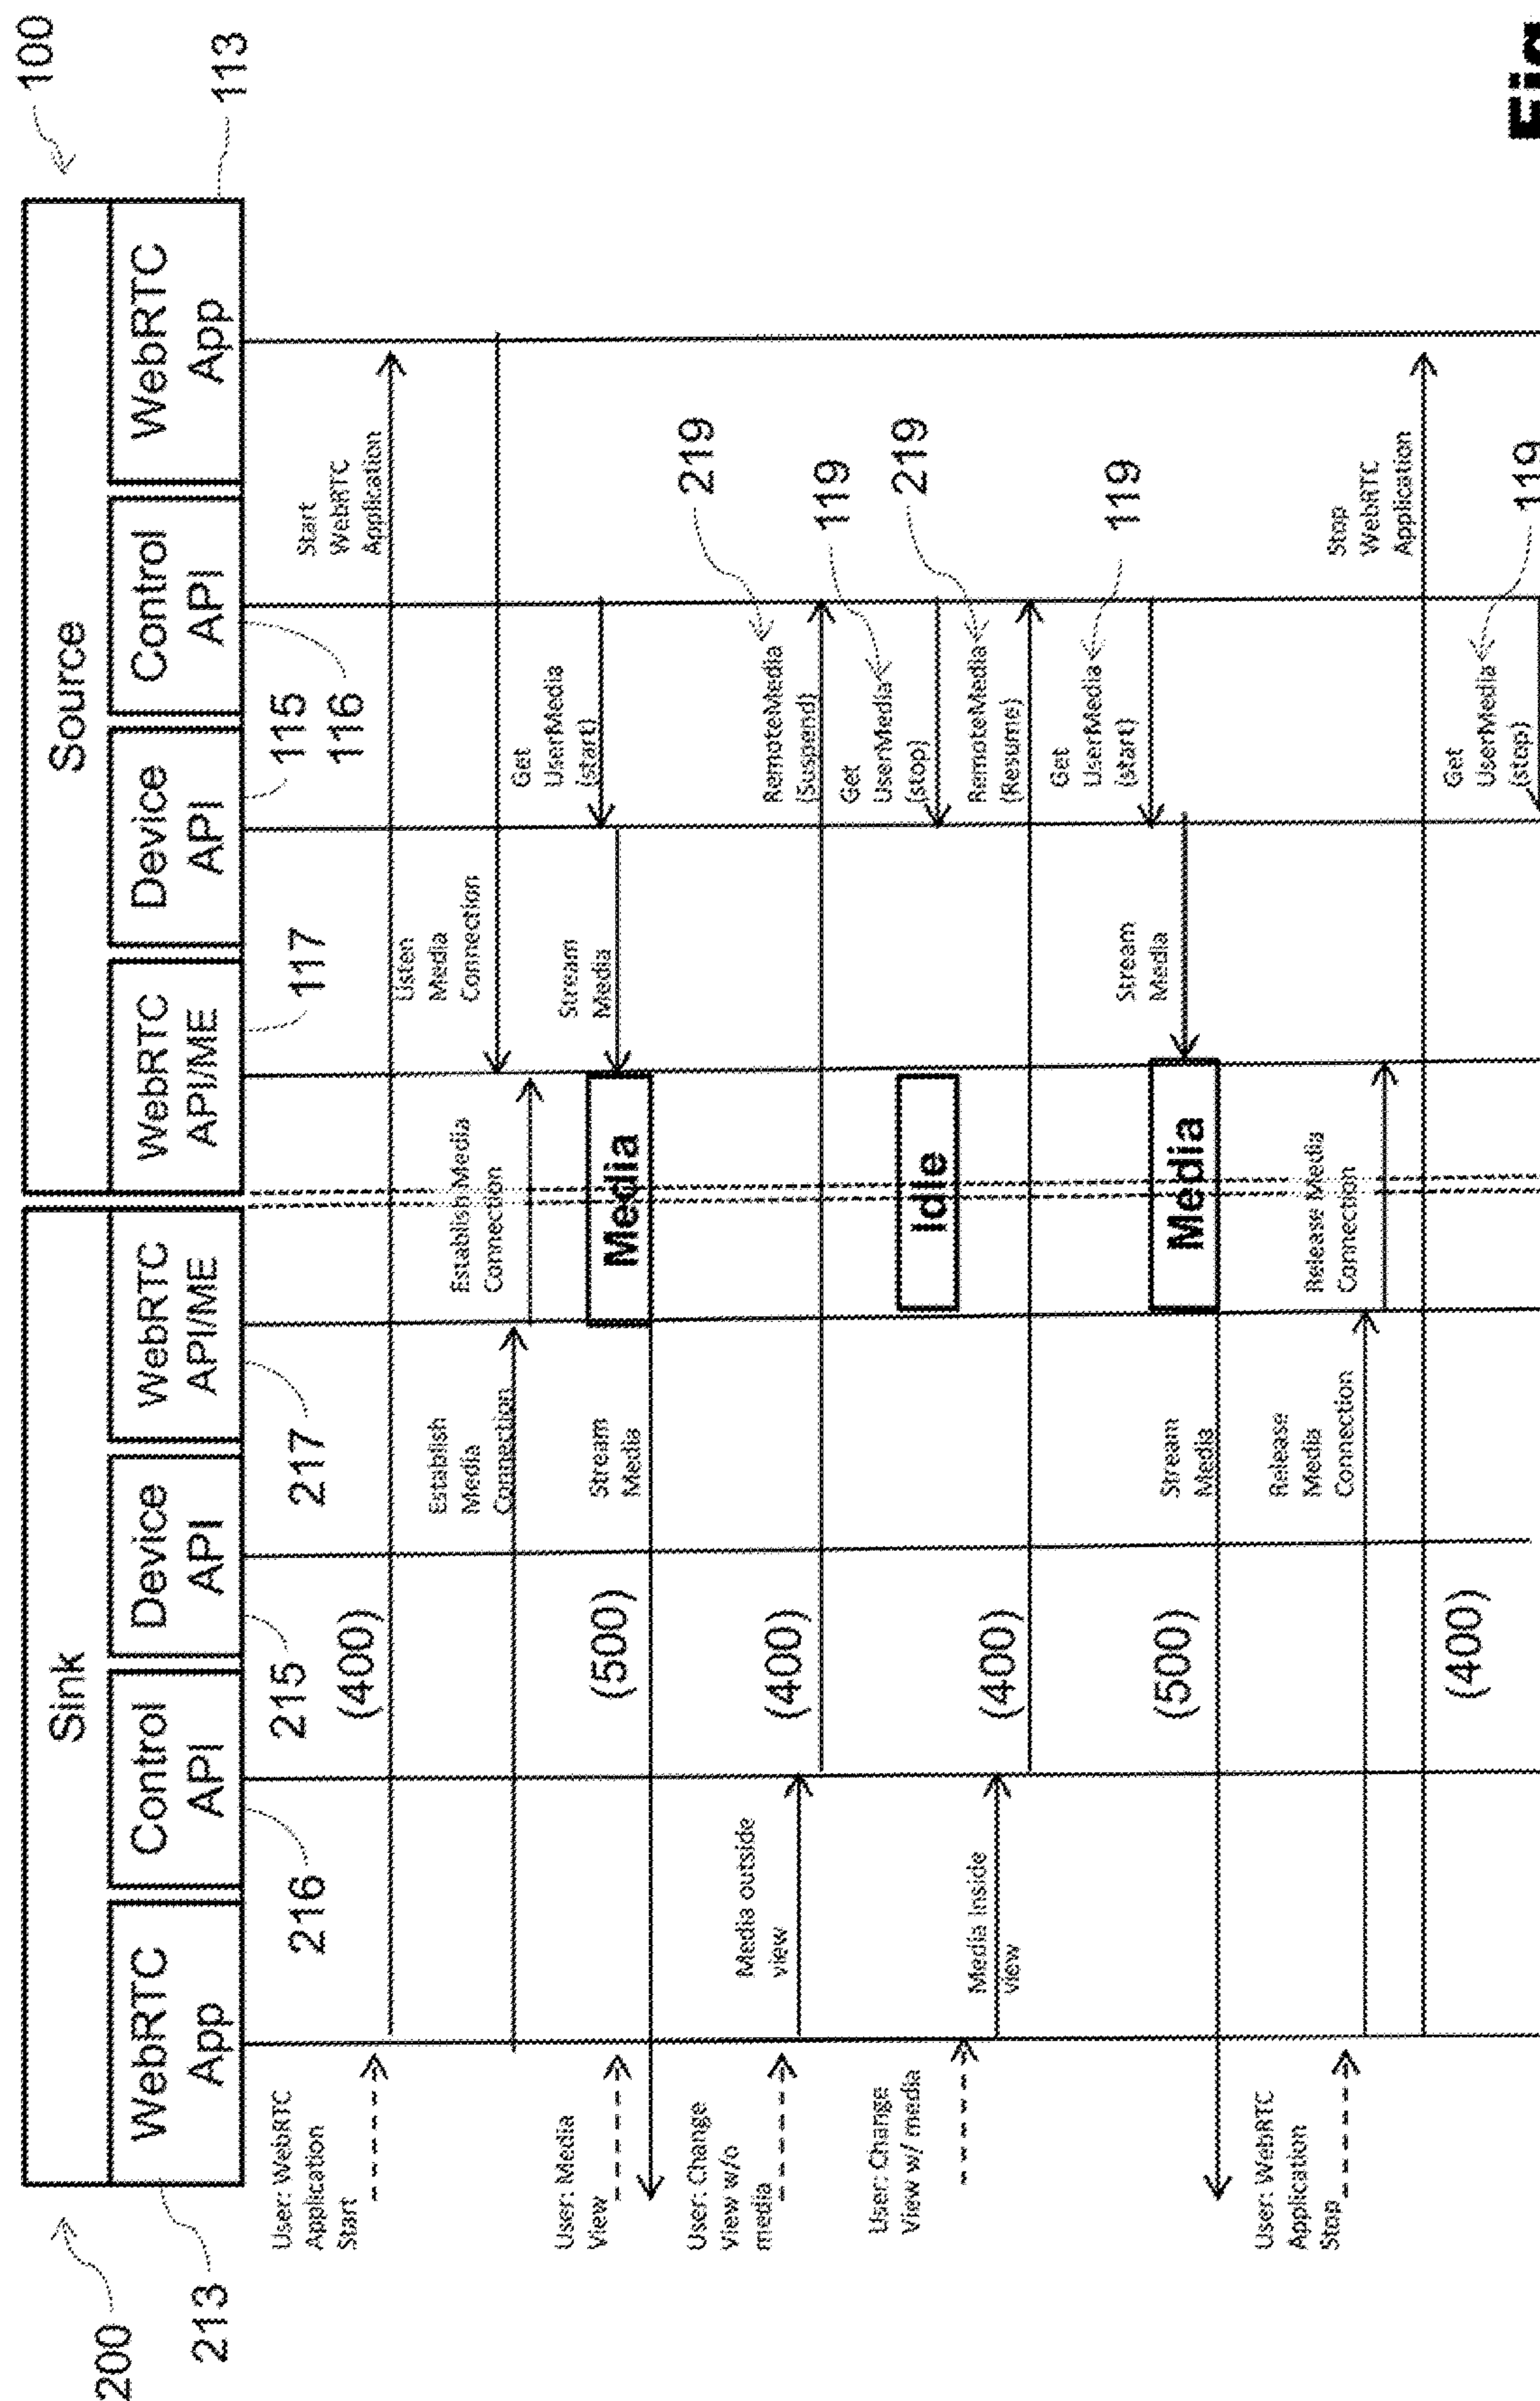 200
100
Sink
Source
WebRTC
App
Control
API
Device
API
WebRTC
API/ME
WebRTC
API/ME
Device
API
Control
API
WebRTC
App
213
216
215
217
117
115
116
113
User: WebRTC
Application
Start
(400)
Start
WebRTC
Application
Listen
Media
Connection
Establish
Media
Connection
Establish Media
Connection
Get
UserMedia
(start)
User: Media
View
(500)
Stream
Media
Media
Stream
Media
User: Change
View w/o
media
Media outside
view
(400)
RemoteMedia
(Suspend)
219
Get
UserMedia
(stop)
119
Idle
User: Change
View w/ media
Media Inside
view
(400)
RemoteMedia
(Resume)
219
Get
UserMedia
(start)
119
(500)
Stream
Media
Media
Stream
Media
User: WebRTC
Application
Stop
Release
Media
Connection
Release Media
Connection
Stop
WebRTC
Application
(400)
Get
UserMedia
(stop)
119
Fig